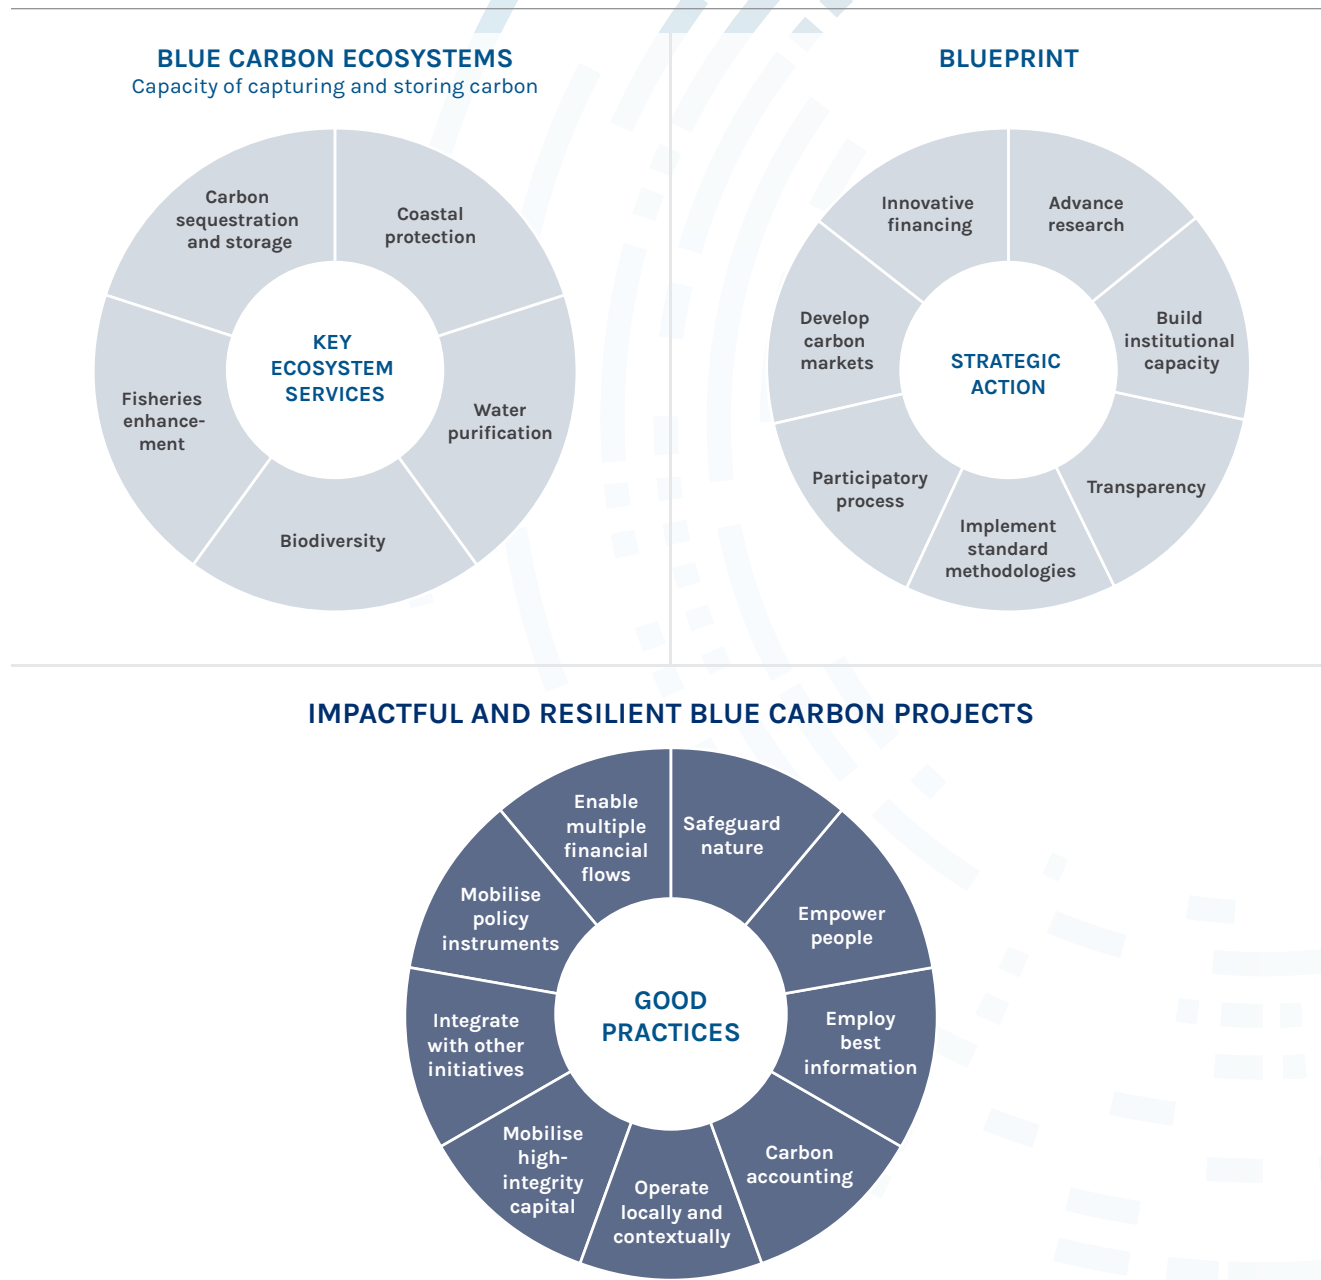 BLUE CARBON ECOSYSTEMS
Capacity of capturing and storing carbon
Carbon
sequestration
and storage
Coastal
protection
Water
purification
Biodiversity
Fisheries
enhance-
ment
KEY
ECOSYSTEM
SERVICES
BLUEPRINT
Innovative
financing
Advance
research
Build
institutional
capacity
Transparency
Implement
standard
methodologies
Participatory
process
Develop
carbon
markets
STRATEGIC
ACTION
IMPACTFUL AND RESILIENT BLUE CARBON PROJECTS
Enable
multiple
financial
flows
Safeguard
nature
Empower
people
Employ
best
information
Carbon
accounting
Operate
locally and
contextually
Mobilise
high-
integrity
capital
Integrate
with other
initiatives
Mobilise
policy
instruments
GOOD
PRACTICES